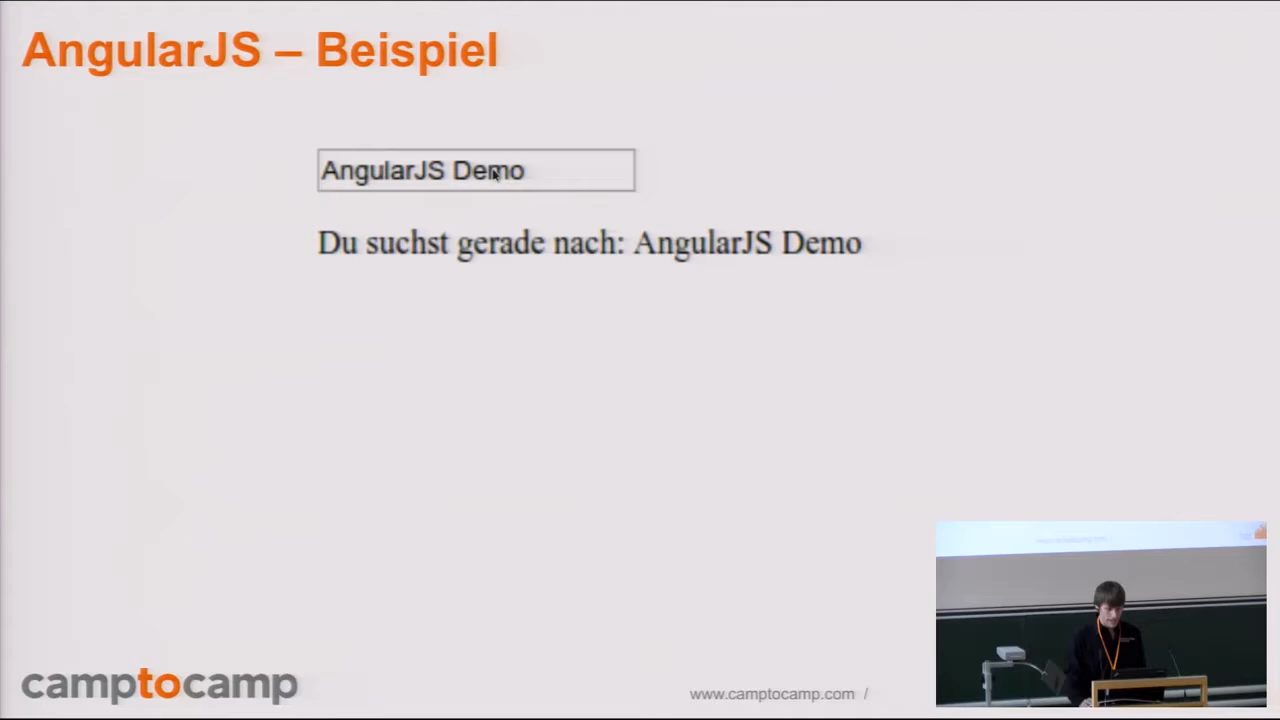 AngularJS – Beispiel
AngularJS Demo
Du suchst gerade nach: AngularJS Demo
camptocamp
www.camptocamp.com /